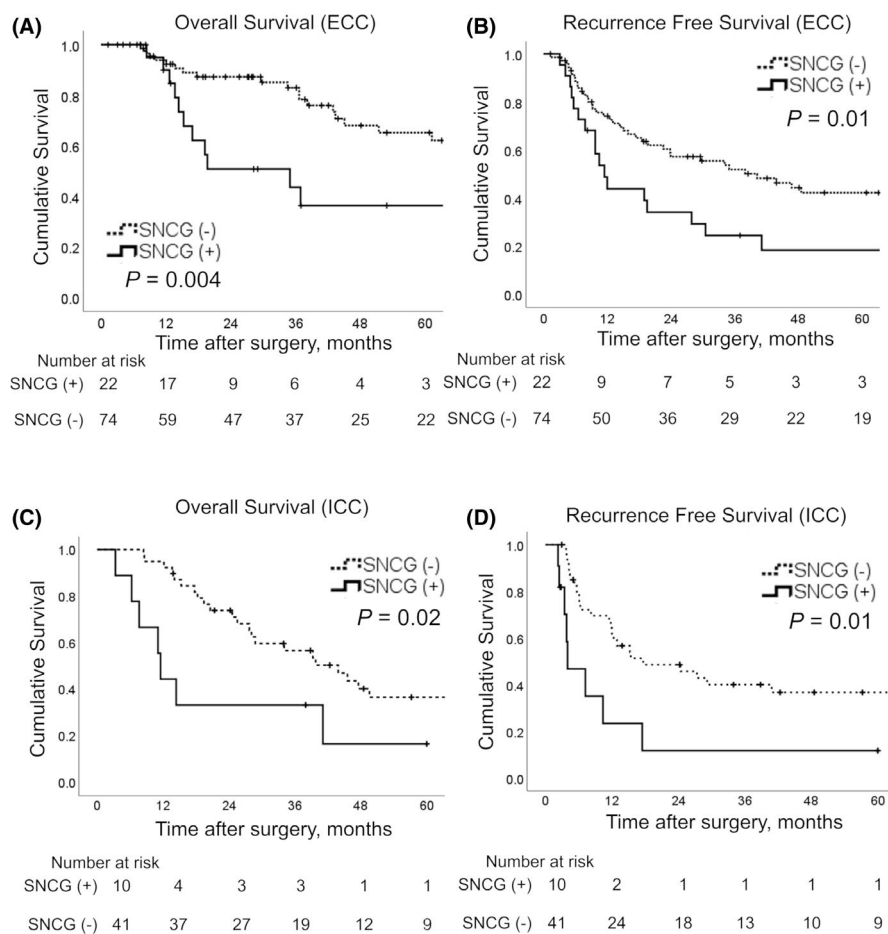 (A) Overall Survival (ECC)
Cumulative Survival
1.0
0.8
0.6
0.4
0.2
0.0
SNCG (-)
SNCG (+)
P = 0.004
0 12 24 36 48 60
Time after surgery, months
Number at risk
SNCG (+) 22 17 9 6 4 3
SNCG (-) 74 59 47 37 25 22
(B) Recurrence Free Survival (ECC)
Cumulative Survival
1.0
0.8
0.6
0.4
0.2
0.0
SNCG (-)
SNCG (+)
P = 0.01
0 12 24 36 48 60
Time after surgery, months
Number at risk
SNCG (+) 22 9 7 5 3 3
SNCG (-) 74 50 36 29 22 19
(C) Overall Survival (ICC)
Cumulative Survival
1.0
0.8
0.6
0.4
0.2
0.0
SNCG (-)
SNCG (+)
P = 0.02
0 12 24 36 48 60
Time after surgery, months
Number at risk
SNCG (+) 10 4 3 3 1 1
SNCG (-) 41 37 27 19 12 9
(D) Recurrence Free Survival (ICC)
Cumulative Survival
1.0
0.8
0.6
0.4
0.2
0.0
SNCG (-)
SNCG (+)
P = 0.01
0 12 24 36 48 60
Time after surgery, months
Number at risk
SNCG (+) 10 2 1 1 1 1
SNCG (-) 41 24 18 13 10 9